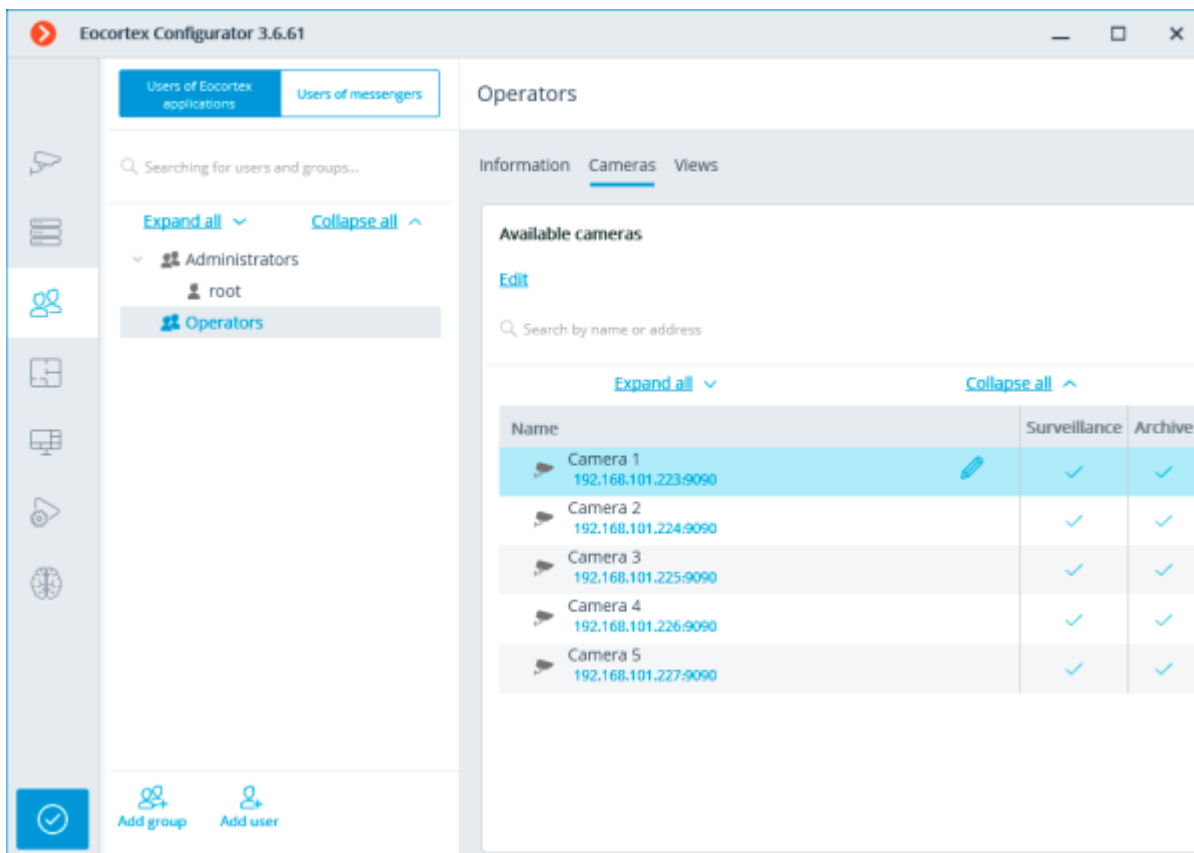 Eocortex Configurator 3.6.61
Users of Eocortex
applications
Users of messengers
Searching for users and groups...
Expand all
Collapse all
Administrators
root
Operators
Add group
Add user
Operators
Information Cameras Views
Available cameras
Edit
Search by name or address
Expand all
Collapse all
Name Surveillance Archive
Camera 1
192.168.101.223:9090
Camera 2
192.168.101.224:9090
Camera 3
192.168.101.225:9090
Camera 4
192.168.101.226:9090
Camera 5
192.168.101.227:9090